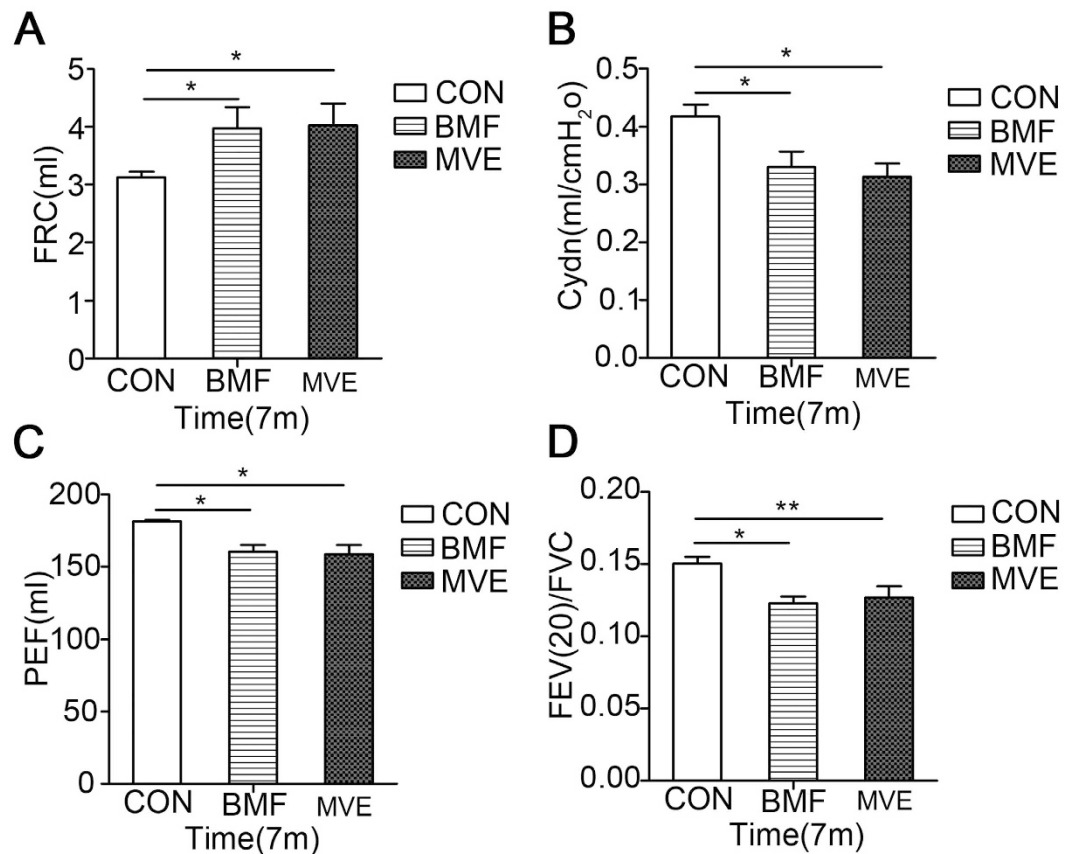 A
FRC(ml)
5
4
3
2
1
0
*
*
CON
BMF
MVE
CON
BMF
MVE
Time(7m)
B
Cydn(ml/cmH₂o)
0.5
0.4
0.3
0.2
0.1
0.0
*
*
CON
BMF
MVE
CON
BMF
MVE
Time(7m)
C
PEF(ml)
200
150
100
50
0
*
*
CON
BMF
MVE
CON
BMF
MVE
Time(7m)
D
FEV(20)/FVC
0.20
0.15
0.10
0.05
0.00
**
*
CON
BMF
MVE
CON
BMF
MVE
Time(7m)